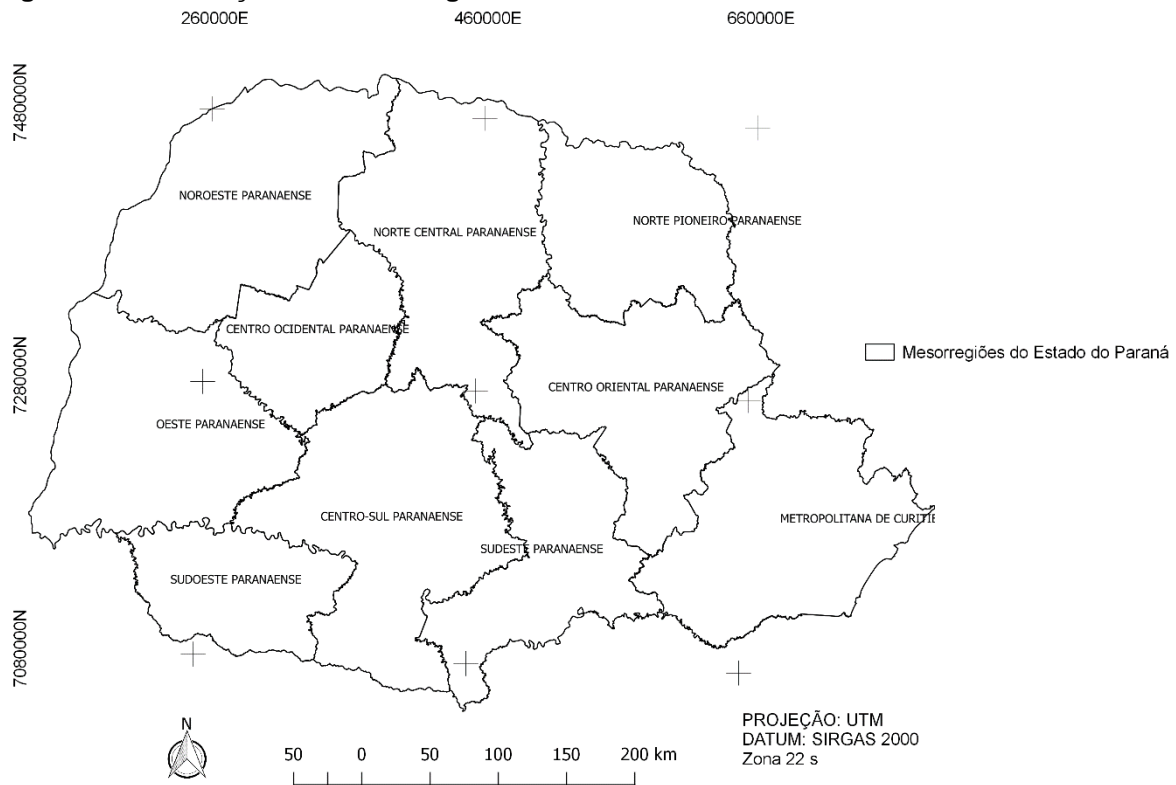 260000E 460000E 660000E
7480000N
NOROESTE PARANAENSE
NORTE PIONEIRO PARANAENSE
NORTE CENTRAL PARANAENSE
CENTRO OCIDENTAL PARANAENSE
Mesorregiões do Estado do Paraná
7280000N
CENTRO ORIENTAL PARANAENSE
OESTE PARANAENSE
CENTRO-SUL PARANAENSE
METROPOLITANA DE CURITIB
SUDESTE PARANAENSE
SUDOESTE PARANAENSE
7080000N
N
50 0 50 100 150 200 km
PROJEÇÃO: UTM
DATUM: SIRGAS 2000
Zona 22 s